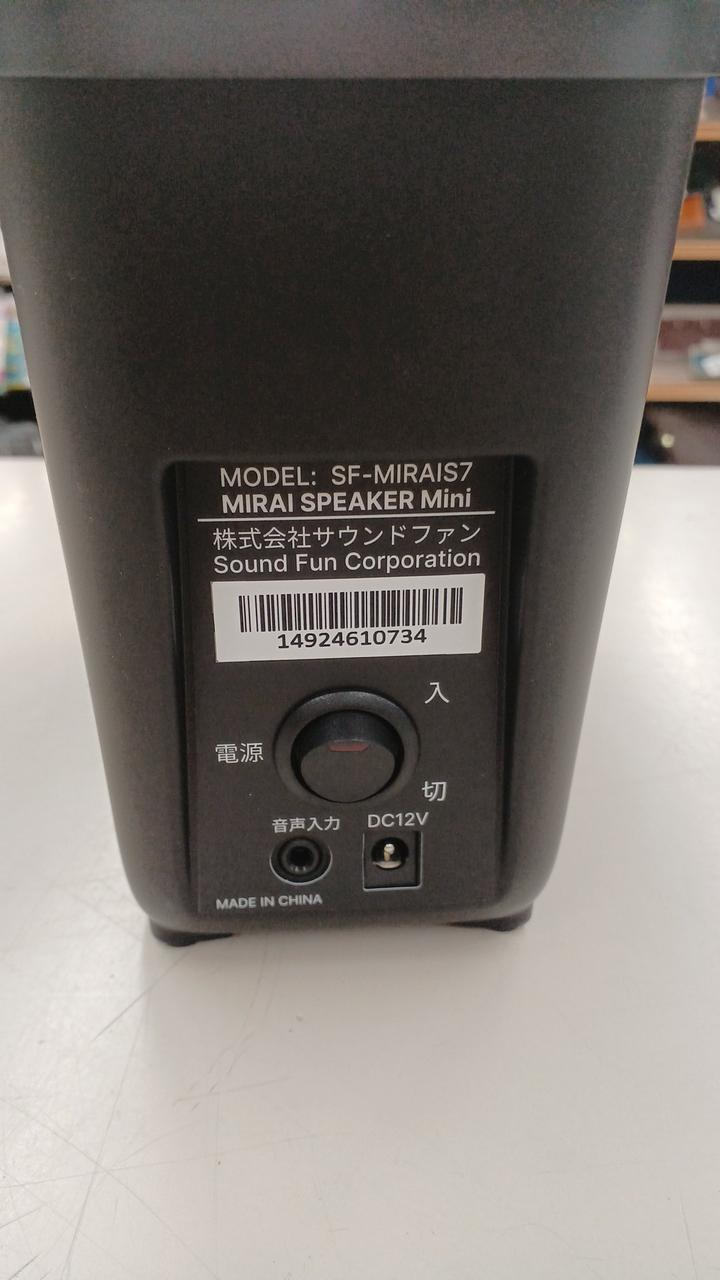 MODEL: SF-MIRAIS7
MIRAI SPEAKER Mini
株式会社サウンドファン
Sound Fun Corporation
14924610734
入
電源
切
音声入力 DC12V
MADE IN CHINA